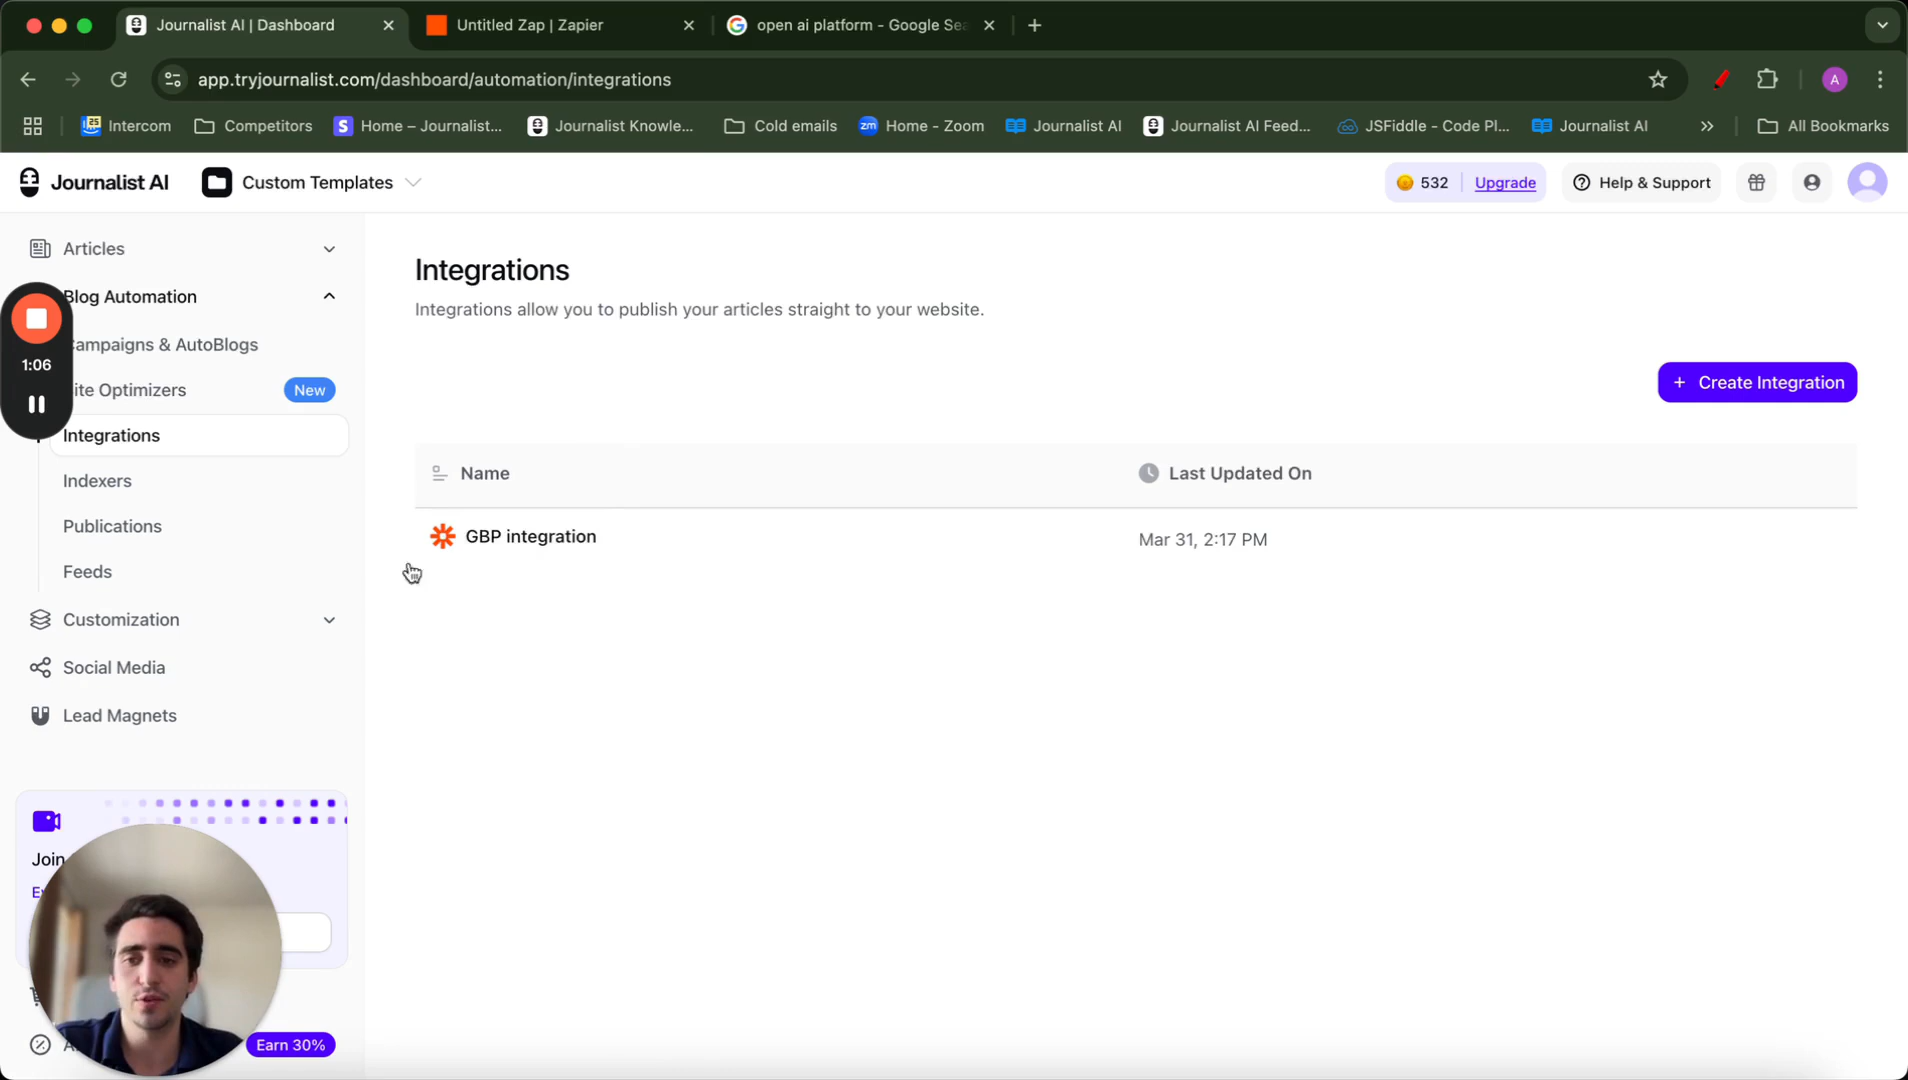 Journalist AI | Dashboard
Untitled Zap | Zapier
open ai platform - Google Sea
app.tryjournalist.com/dashboard/automation/integrations
A
Intercom
Competitors
Home – Journalist...
Journalist Knowle...
Cold emails
Home - Zoom
Journalist AI
Journalist AI Feed...
JSFiddle - Code Pl...
Journalist AI
All Bookmarks
Journalist AI
Custom Templates
532
Upgrade
Help & Support
Articles
Blog Automation
1:06
Campaigns & AutoBlogs
ite Optimizers
New
Integrations
Indexers
Publications
Feeds
Customization
Social Media
Lead Magnets
Join
Earn 30%
Integrations
Integrations allow you to publish your articles straight to your website.
+ Create Integration
Name
Last Updated On
GBP integration
Mar 31, 2:17 PM